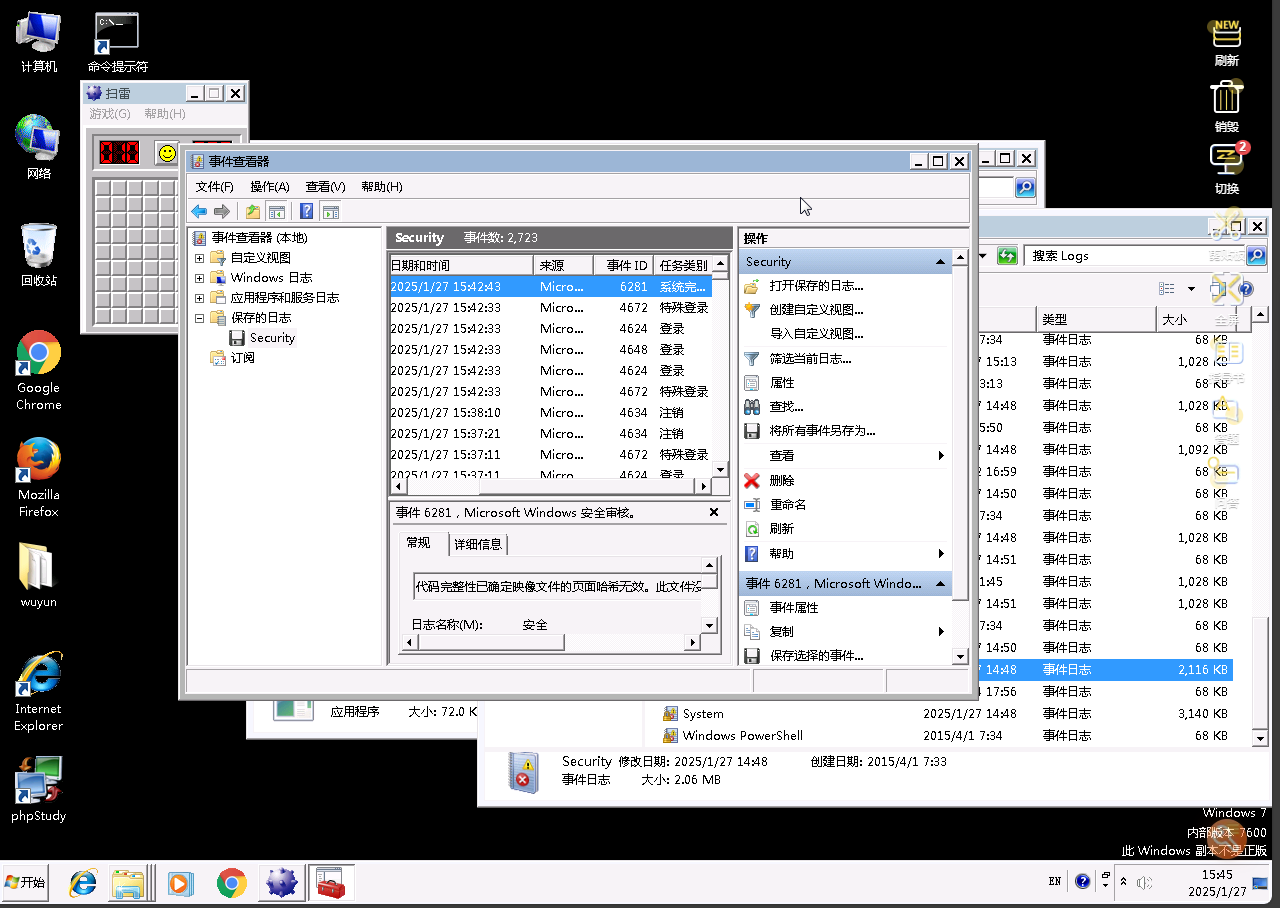 计算机
命令提示符
网络
回收站
Google
Chrome
Mozilla
Firefox
wuyun
Internet
Explorer
phpStudy
扫雷
游戏(G) 帮助(H)
事件查看器
文件(F) 操作(A) 查看(V) 帮助(H)
事件查看器 (本地)
自定义视图
Windows 日志
应用程序和服务日志
保存的日志
Security
订阅
Security 事件数: 2,723
日期和时间 来源 事件 ID 任务类别
2025/1/27 15:42:43 Micro... 6281 系统完...
2025/1/27 15:42:33 Micro... 4672 特殊登录
2025/1/27 15:42:33 Micro... 4624 登录
2025/1/27 15:42:33 Micro... 4648 登录
2025/1/27 15:42:33 Micro... 4624 登录
2025/1/27 15:42:33 Micro... 4672 特殊登录
2025/1/27 15:38:10 Micro... 4634 注销
2025/1/27 15:37:21 Micro... 4634 注销
2025/1/27 15:37:11 Micro... 4672 特殊登录
2025/1/27 15:37:11 Micro... 4624 登录
事件 6281，Microsoft Windows 安全审核。
常规 详细信息
代码完整性已确定映像文件的页面哈希无效。此文件
日志名称(M): 安全
操作
Security
打开保存的日志...
创建自定义视图...
导入自定义视图...
筛选当前日志...
属性
查找...
将所有事件另存为...
查看
删除
重命名
刷新
帮助
事件 6281，Microsoft Windo...
事件属性
复制
保存选择的事件...
应用程序 大小: 72.0 K
搜索 Logs
类型 大小
7:34 事件日志 68 KB
15:13 事件日志 1,028 KB
3:13 事件日志 68 KB
14:48 事件日志 1,028 KB
5:50 事件日志 68 KB
14:48 事件日志 1,092 KB
16:59 事件日志 68 KB
14:50 事件日志 68 KB
7:34 事件日志 68 KB
14:48 事件日志 1,028 KB
14:51 事件日志 68 KB
1:45 事件日志 1,028 KB
14:51 事件日志 1,028 KB
7:34 事件日志 68 KB
14:50 事件日志 68 KB
14:48 事件日志 2,116 KB
17:56 事件日志 68 KB
System 2025/1/27 14:48 事件日志 3,140 KB
Windows PowerShell 2015/4/1 7:34 事件日志 68 KB
Security 修改日期: 2025/1/27 14:48 创建日期: 2015/4/1 7:33
事件日志 大小: 2.06 MB
NEW
刷新
销毁
2
切换
Windows 7
内部版本 7600
此 Windows 副本不是正版
开始
EN
15:45
2025/1/27